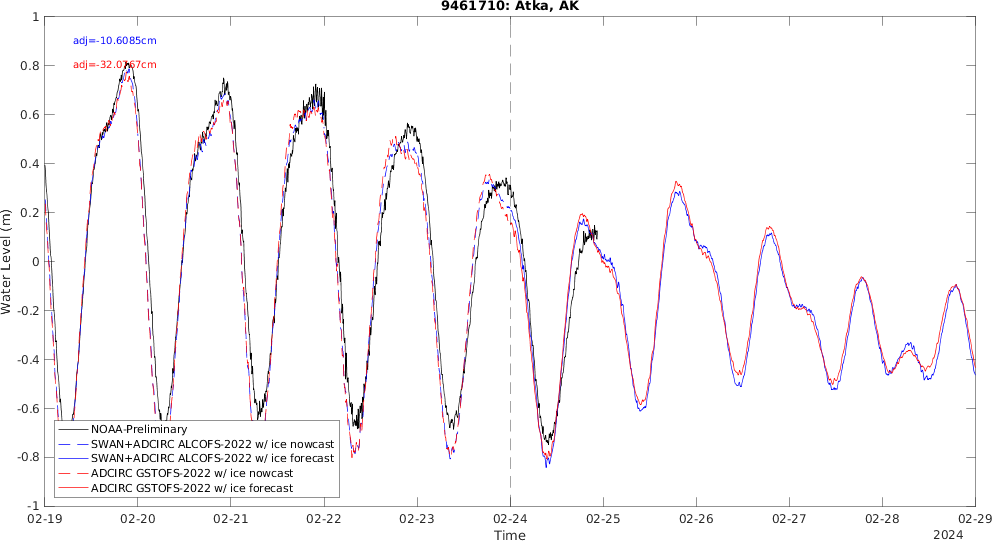 9461710: Atka, AK
adj=-10.6085cm
adj=-32.0767cm
Water Level (m)
1
0.8
0.6
0.4
0.2
0
-0.2
-0.4
-0.6
-0.8
-1
NOAA-Preliminary
SWAN+ADCIRC ALCOFS-2022 w/ ice nowcast
SWAN+ADCIRC ALCOFS-2022 w/ ice forecast
ADCIRC GSTOFS-2022 w/ ice nowcast
ADCIRC GSTOFS-2022 w/ ice forecast
02-19 02-20 02-21 02-22 02-23 02-24 02-25 02-26 02-27 02-28 02-29
Time
2024